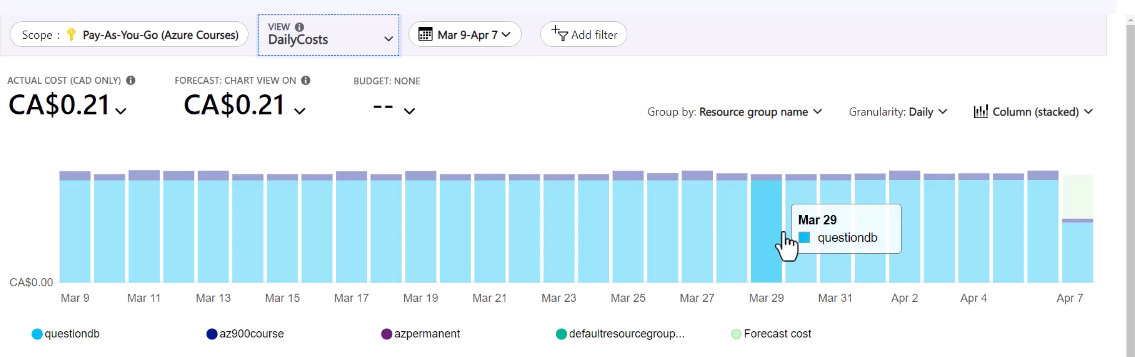 Scope : Pay-As-You-Go (Azure Courses)
VIEW
DailyCosts
Mar 9-Apr 7
Add filter
ACTUAL COST (CAD ONLY)
CA$0.21
FORECAST: CHART VIEW ON
CA$0.21
BUDGET: NONE
--
Group by: Resource group name
Granularity: Daily
Column (stacked)
Mar 29
questiondb
CA$0.00
Mar 9 Mar 11 Mar 13 Mar 15 Mar 17 Mar 19 Mar 21 Mar 23 Mar 25 Mar 27 Mar 29 Mar 31 Apr 2 Apr 4 Apr 7
questiondb az900course azpermanent defaultresourcegroup... Forecast cost